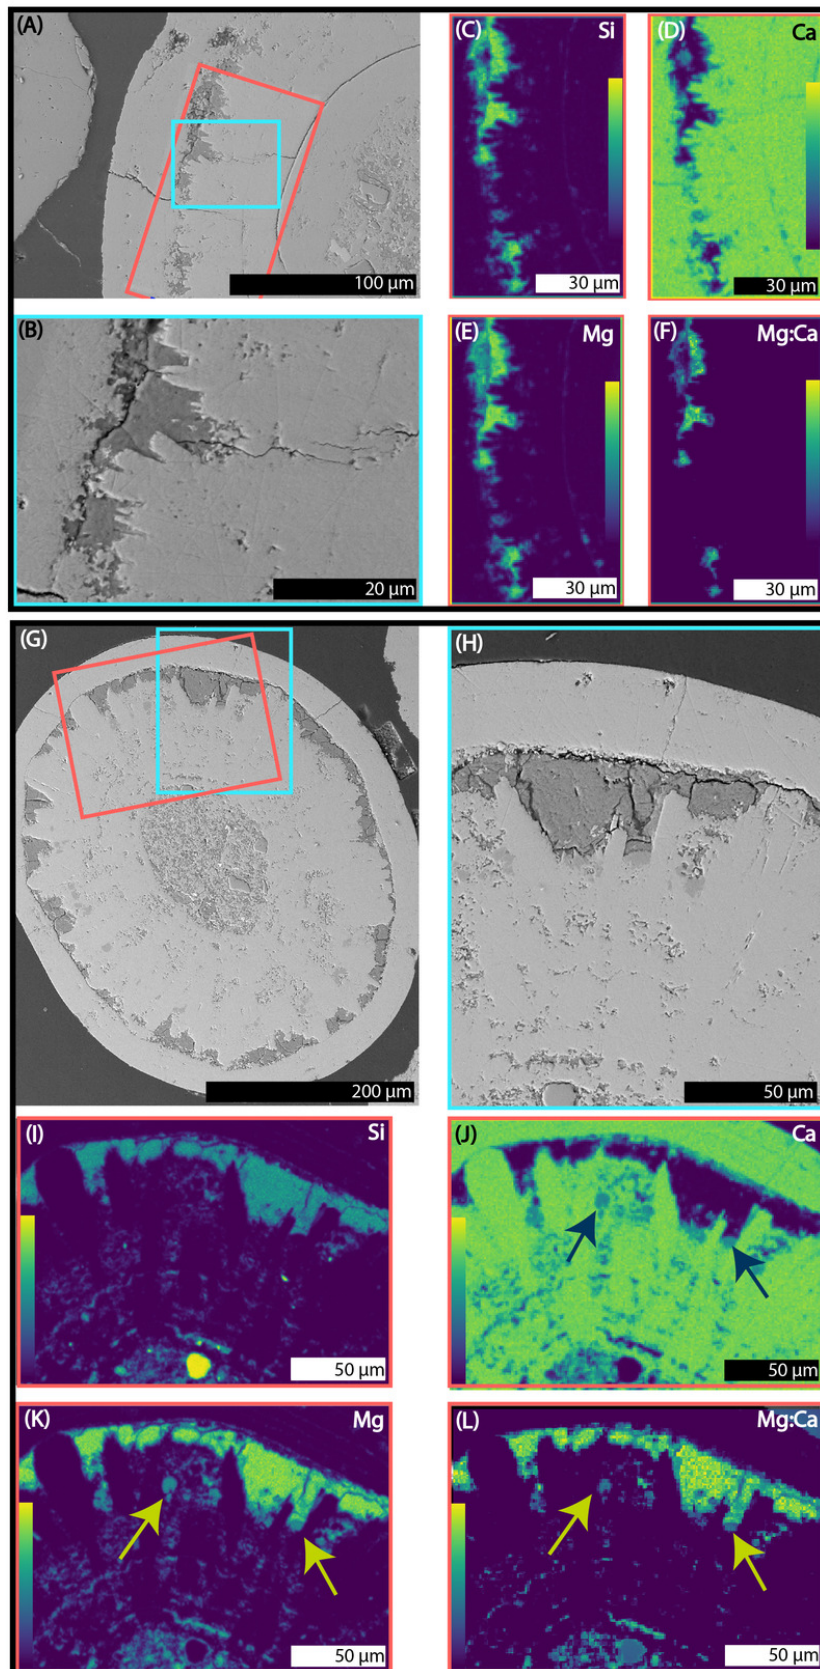 (A)
100 µm
(B)
20 µm
(C) Si
30 µm
(D) Ca
30 µm
(E) Mg
30 µm
(F) Mg:Ca
30 µm
(G)
200 µm
(H)
50 µm
(I) Si
50 µm
(J) Ca
50 µm
(K) Mg
50 µm
(L) Mg:Ca
50 µm